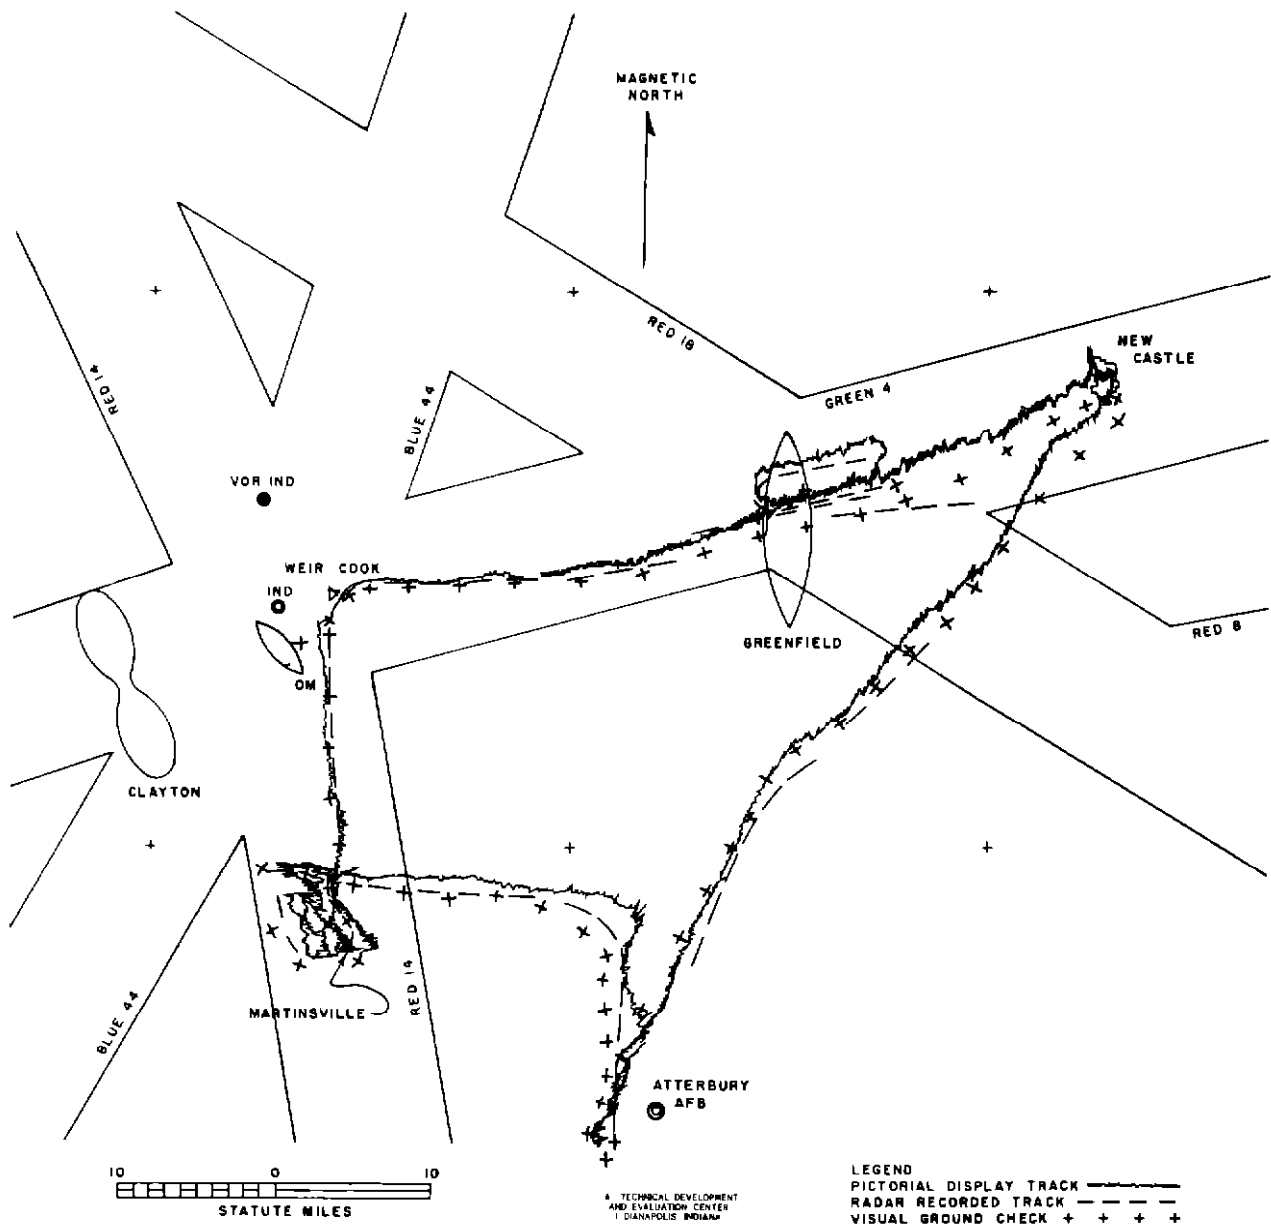 MAGNETIC
NORTH
RED 18
NEW
CASTLE
GREEN 4
RED 14
BLUE 44
VOR IND
WEIR COOK
IND
OM
GREENFIELD
RED 8
CLAYTON
MARTINSVILLE
RED 14
BLUE 44
ATTERBURY
AFB
10 0 10
STATUTE MILES
TECHNICAL DEVELOPMENT
AND EVALUATION CENTER
DIANAPOLIS INDIANA
LEGEND
PICTORIAL DISPLAY TRACK
RADAR RECORDED TRACK
VISUAL GROUND CHECK + + + +